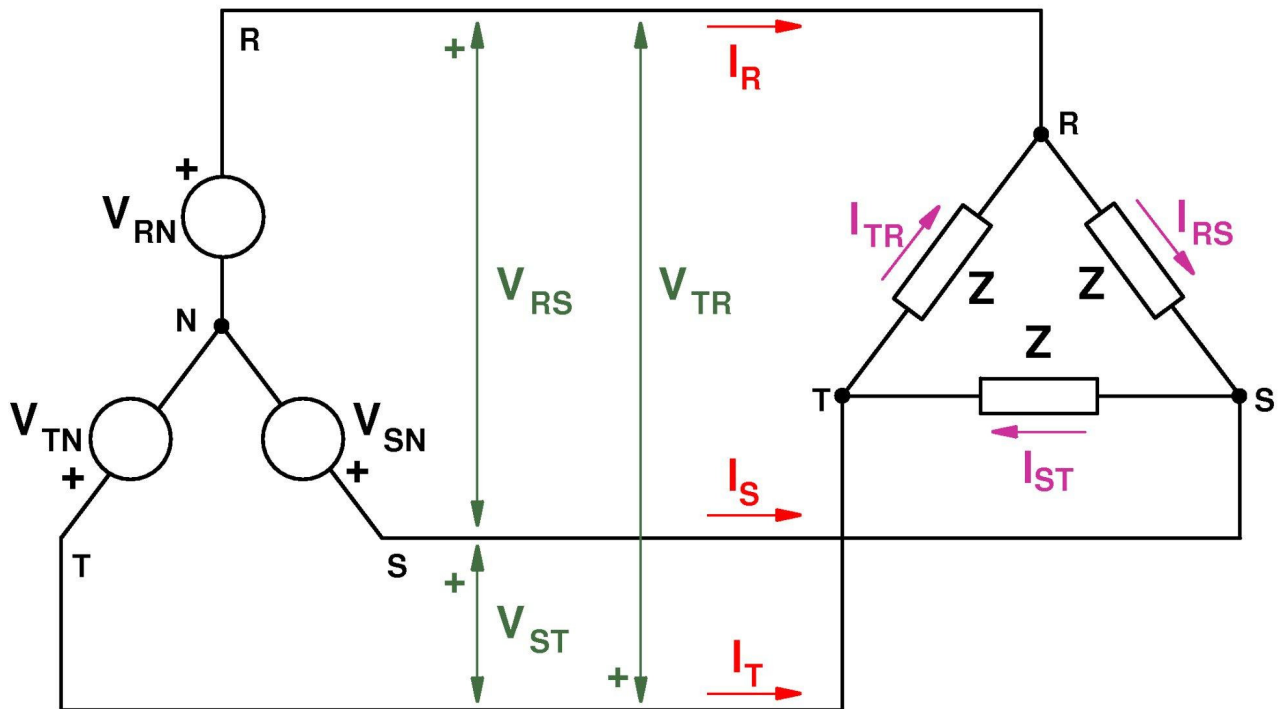 R
+
I_R
R
+
V_RN
I_TR
I_RS
V_RS
V_TR
Z
Z
N
Z
T
S
V_TN
V_SN
+
+
I_ST
I_S
T
S
+
V_ST
+
I_T